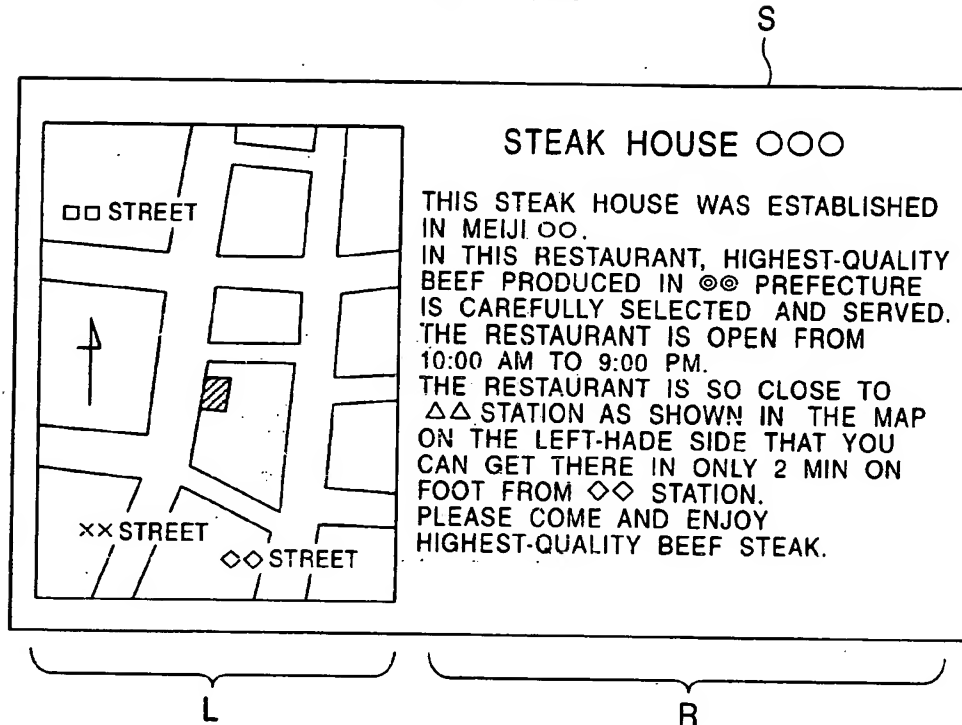 S
□□ STREET
×× STREET
◇◇ STREET
STEAK HOUSE ○○○
THIS STEAK HOUSE WAS ESTABLISHED
IN MEIJI ○○.
IN THIS RESTAURANT, HIGHEST-QUALITY
BEEF PRODUCED IN ◎◎ PREFECTURE
IS CAREFULLY SELECTED AND SERVED.
THE RESTAURANT IS OPEN FROM
10:00 AM TO 9:00 PM.
THE RESTAURANT IS SO CLOSE TO
△△ STATION AS SHOWN IN THE MAP
ON THE LEFT-HADE SIDE THAT YOU
CAN GET THERE IN ONLY 2 MIN ON
FOOT FROM ◇◇ STATION.
PLEASE COME AND ENJOY
HIGHEST-QUALITY BEEF STEAK.
L
R